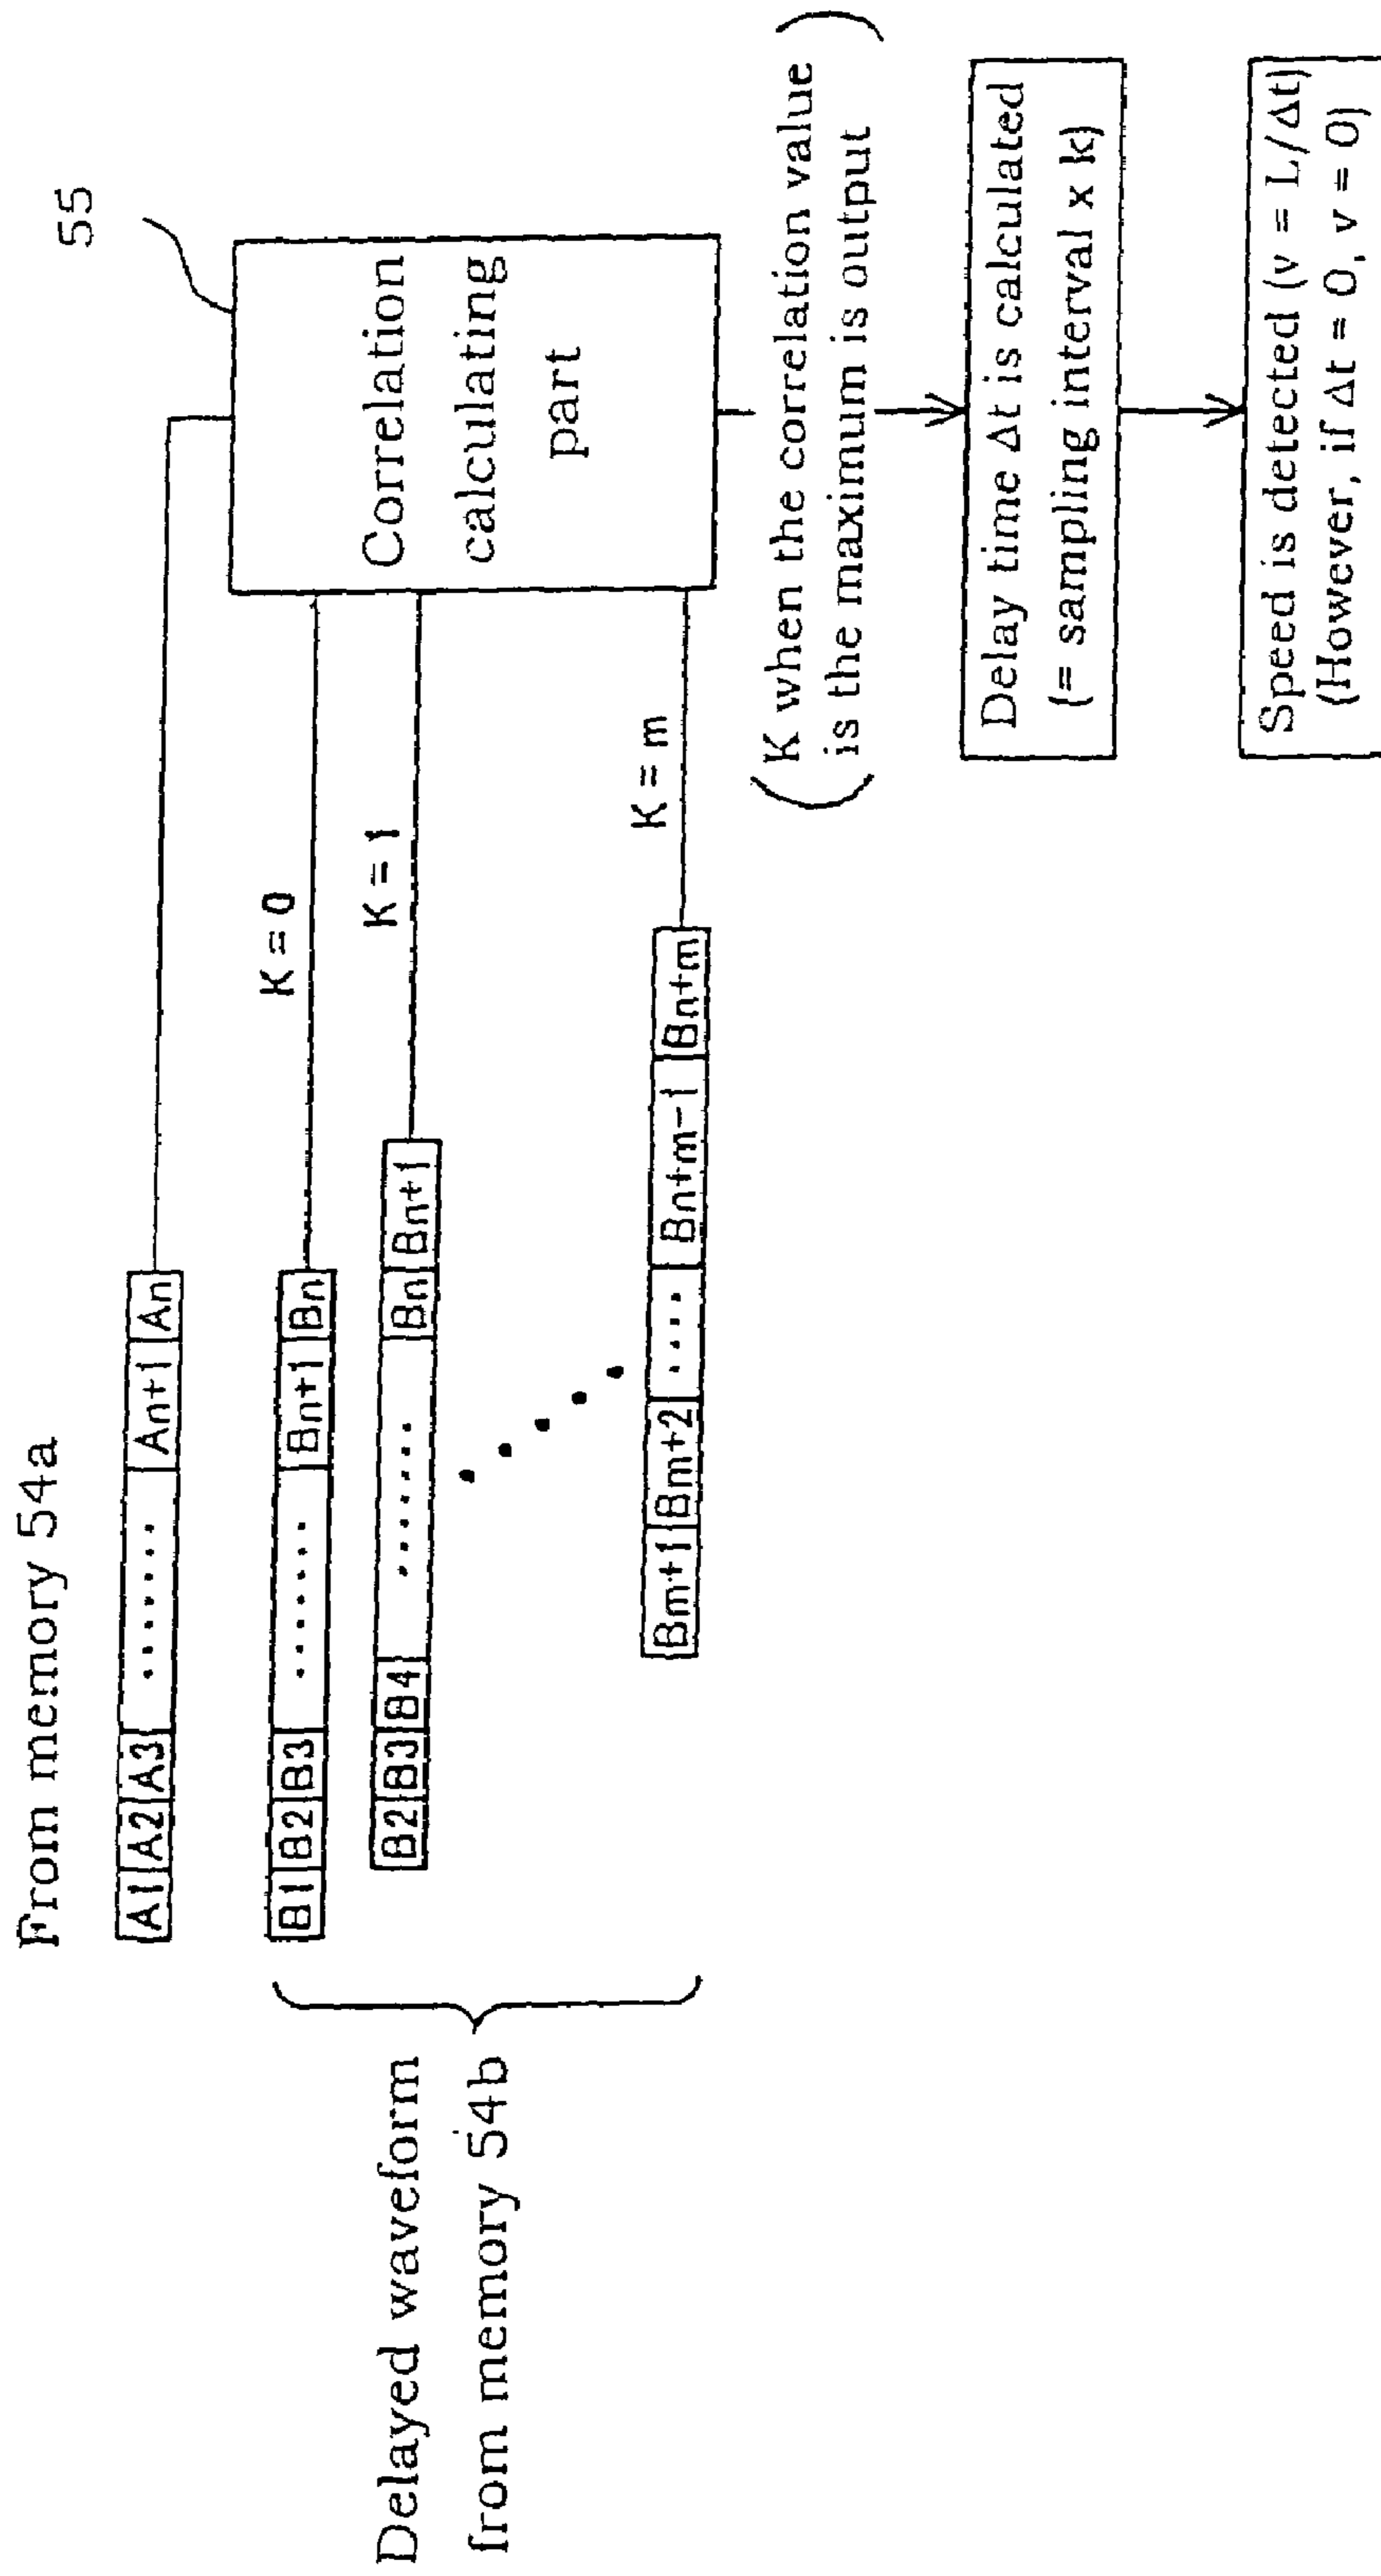 From memory 54a
A1 A2 A3 ...... An+1 An
55
Correlation
calculating
part
Delayed waveform
from memory 54b
B1 B2 B3 ...... Bn+1 Bn
K = 0
B2 B3 B4 ...... Bn Bn+1
K = 1
Bm+1 Bm+2 .... Bn+m-1 Bn+m
K = m
(K when the correlation value
is the maximum is output)
Delay time Δt is calculated
(= sampling interval x k)
Speed is detected (v = L/Δt)
(However, if Δt = 0, v = 0)